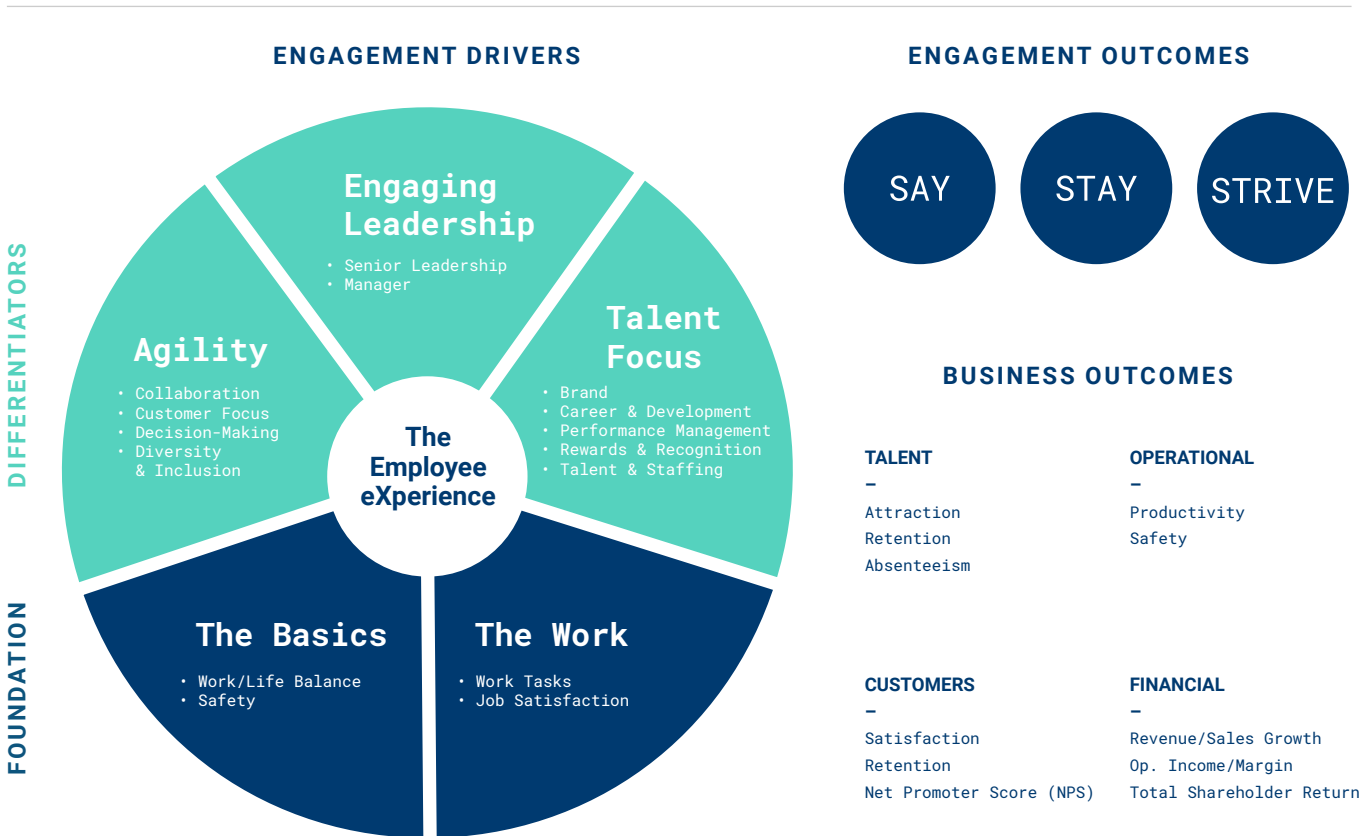 ENGAGEMENT DRIVERS
DIFFERENTIATORS
FOUNDATION
Engaging
Leadership
• Senior Leadership
• Manager
Agility
• Collaboration
• Customer Focus
• Decision-Making
• Diversity
& Inclusion
Talent
Focus
• Brand
• Career & Development
• Performance Management
• Rewards & Recognition
• Talent & Staffing
The
Employee
eXperience
The Basics
• Work/Life Balance
• Safety
The Work
• Work Tasks
• Job Satisfaction
ENGAGEMENT OUTCOMES
SAY
STAY
STRIVE
BUSINESS OUTCOMES
TALENT
–
Attraction
Retention
Absenteeism
OPERATIONAL
–
Productivity
Safety
CUSTOMERS
–
Satisfaction
Retention
Net Promoter Score (NPS)
FINANCIAL
–
Revenue/Sales Growth
Op. Income/Margin
Total Shareholder Return